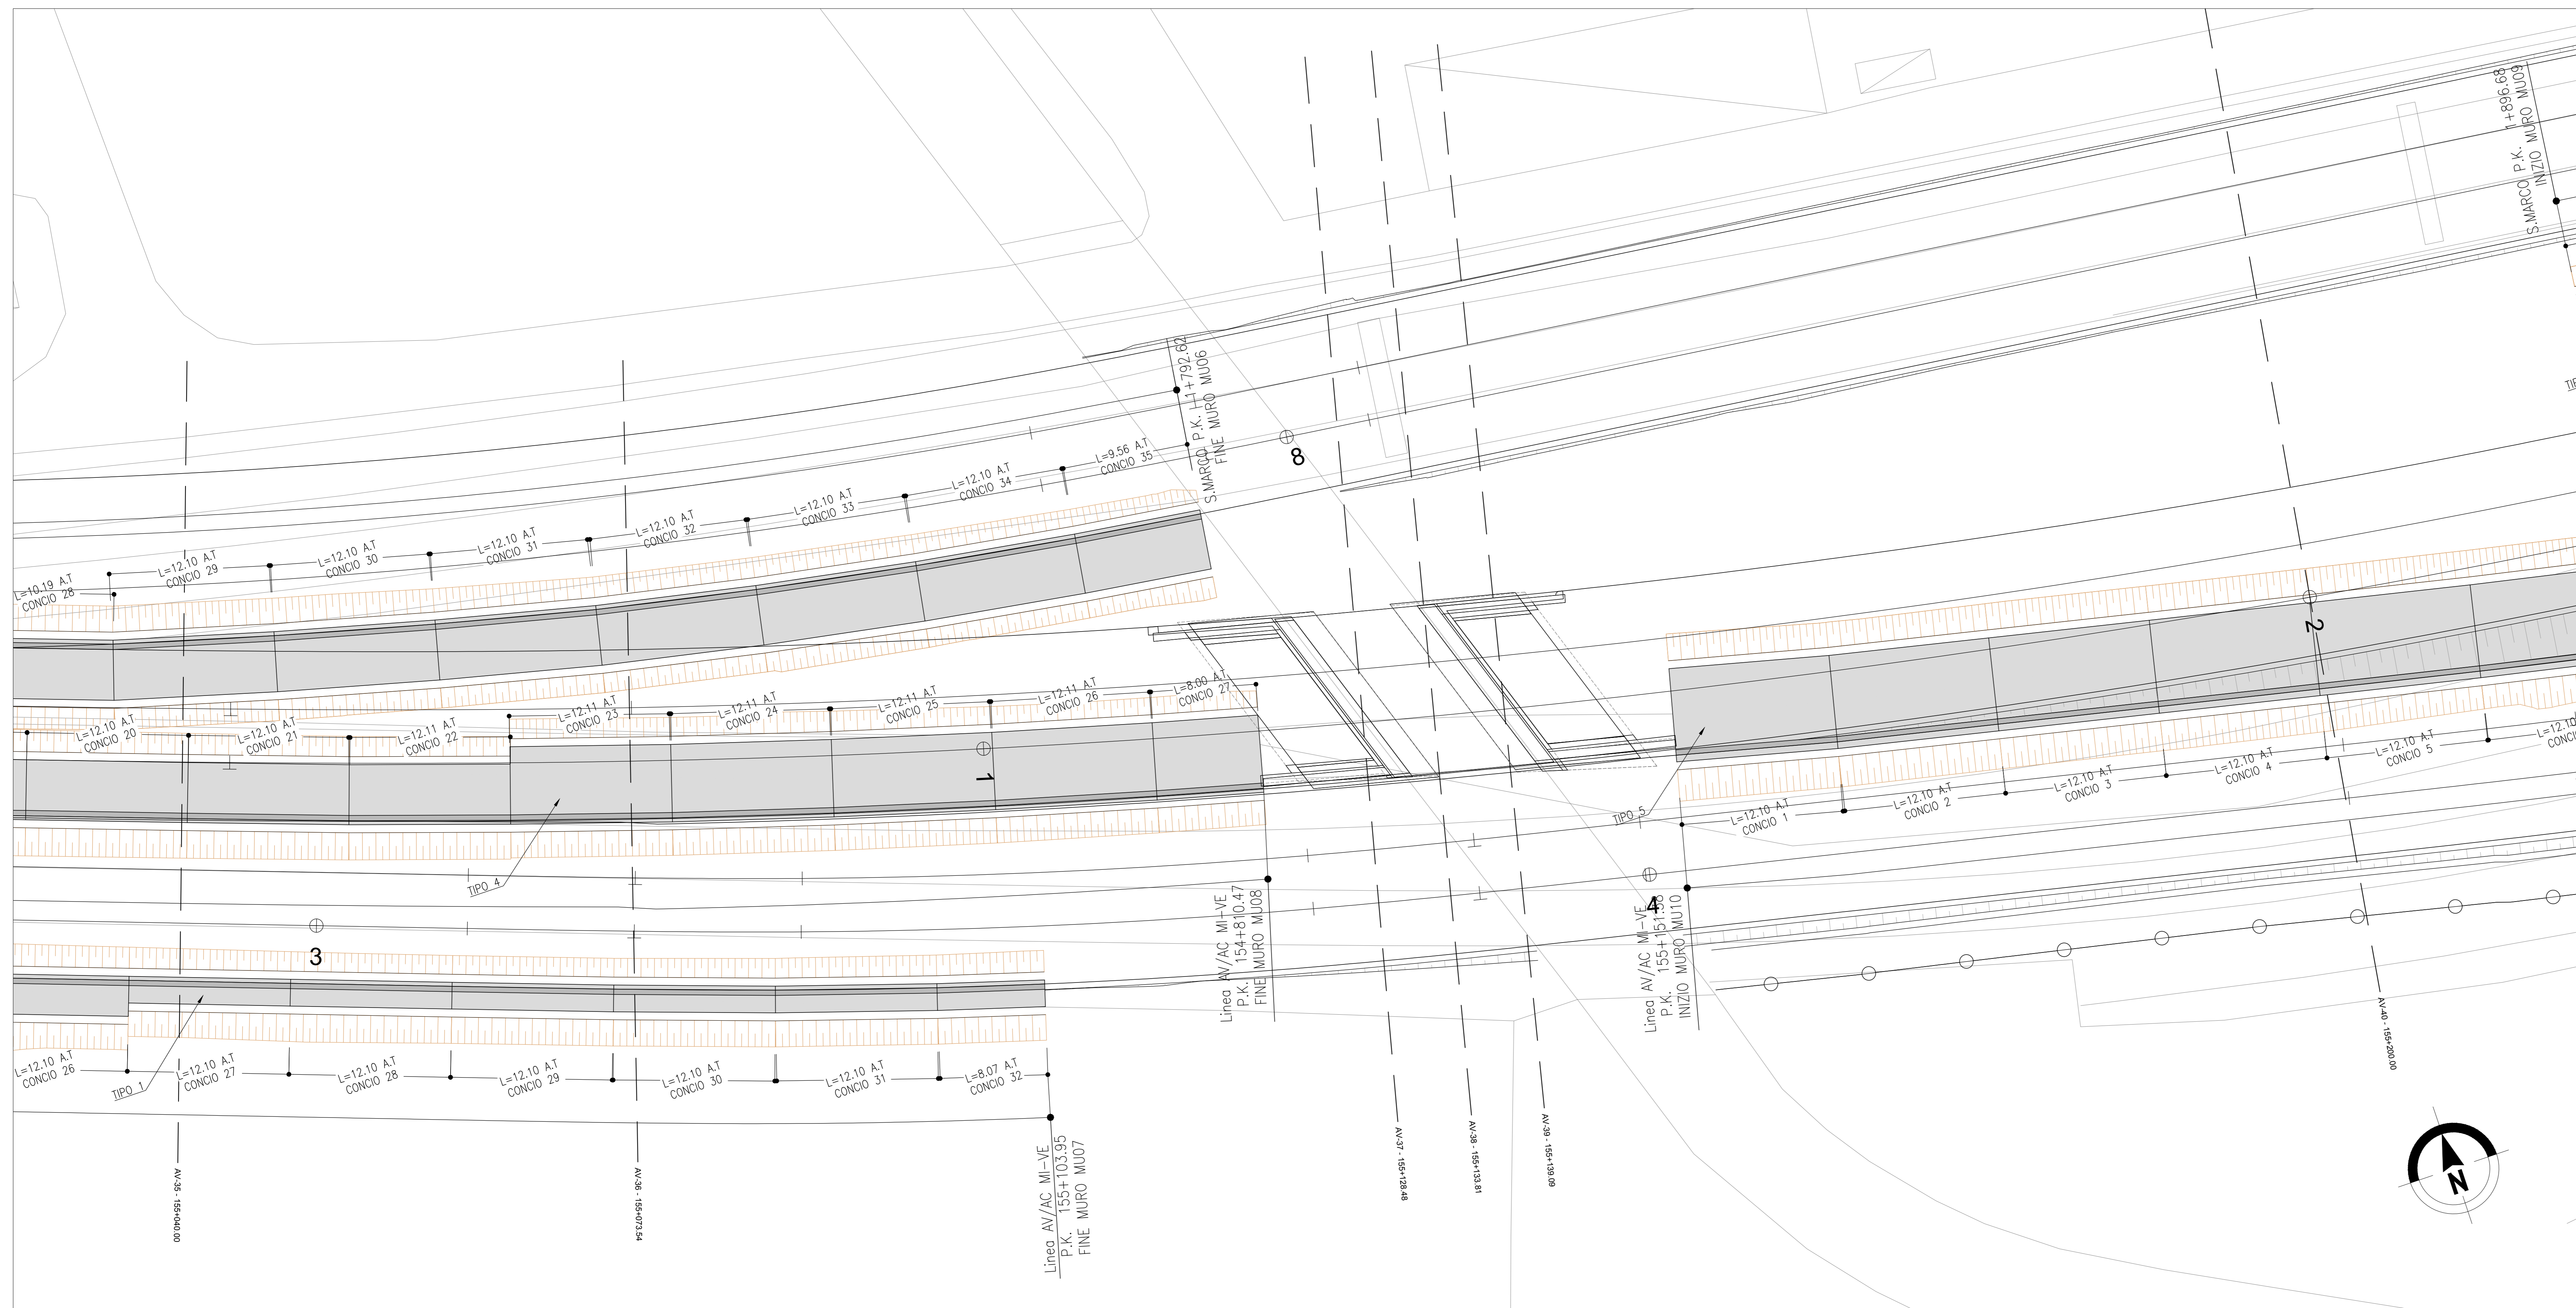 S.MARCO P.K. 1+896.68
INIZIO MURO MU09
S.MARCO P.K. 1+792.62
FINE MURO MU06
8
L=10.19 A.T
CONCIO 28
L=12.10 A.T
CONCIO 29
L=12.10 A.T
CONCIO 30
L=12.10 A.T
CONCIO 31
L=12.10 A.T
CONCIO 32
L=12.10 A.T
CONCIO 33
L=12.10 A.T
CONCIO 34
L=9.56 A.T
CONCIO 35
L=12.10 A.T
CONCIO 20
L=12.10 A.T
CONCIO 21
L=12.11 A.T
CONCIO 22
L=12.11 A.T
CONCIO 23
L=12.11 A.T
CONCIO 24
L=12.11 A.T
CONCIO 25
L=12.11 A.T
CONCIO 26
L=8.00 A.T
CONCIO 27
1
2
TIPO 4
TIPO 5
L=12.10 A.T
CONCIO 1
L=12.10 A.T
CONCIO 2
L=12.10 A.T
CONCIO 3
L=12.10 A.T
CONCIO 4
L=12.10 A.T
CONCIO 5
L=12.10
3
4
Linea AV/AC MI-VE
P.K. 154+810.47
FINE MURO MU08
Linea AV/AC MI-VE
P.K. 155+151.58
INIZIO MURO MU10
L=12.10 A.T
CONCIO 26
TIPO 1
L=12.10 A.T
CONCIO 27
L=12.10 A.T
CONCIO 28
L=12.10 A.T
CONCIO 29
L=12.10 A.T
CONCIO 30
L=12.10 A.T
CONCIO 31
L=8.07 A.T
CONCIO 32
Linea AV/AC MI-VE
P.K. 155+103.95
FINE MURO MU07
AV-35 - 155+040.00
AV-36 - 155+073.54
AV-37 - 155+128.48
AV-38 - 155+133.81
AV-39 - 155+139.09
AV-40 - 155+200.00
N